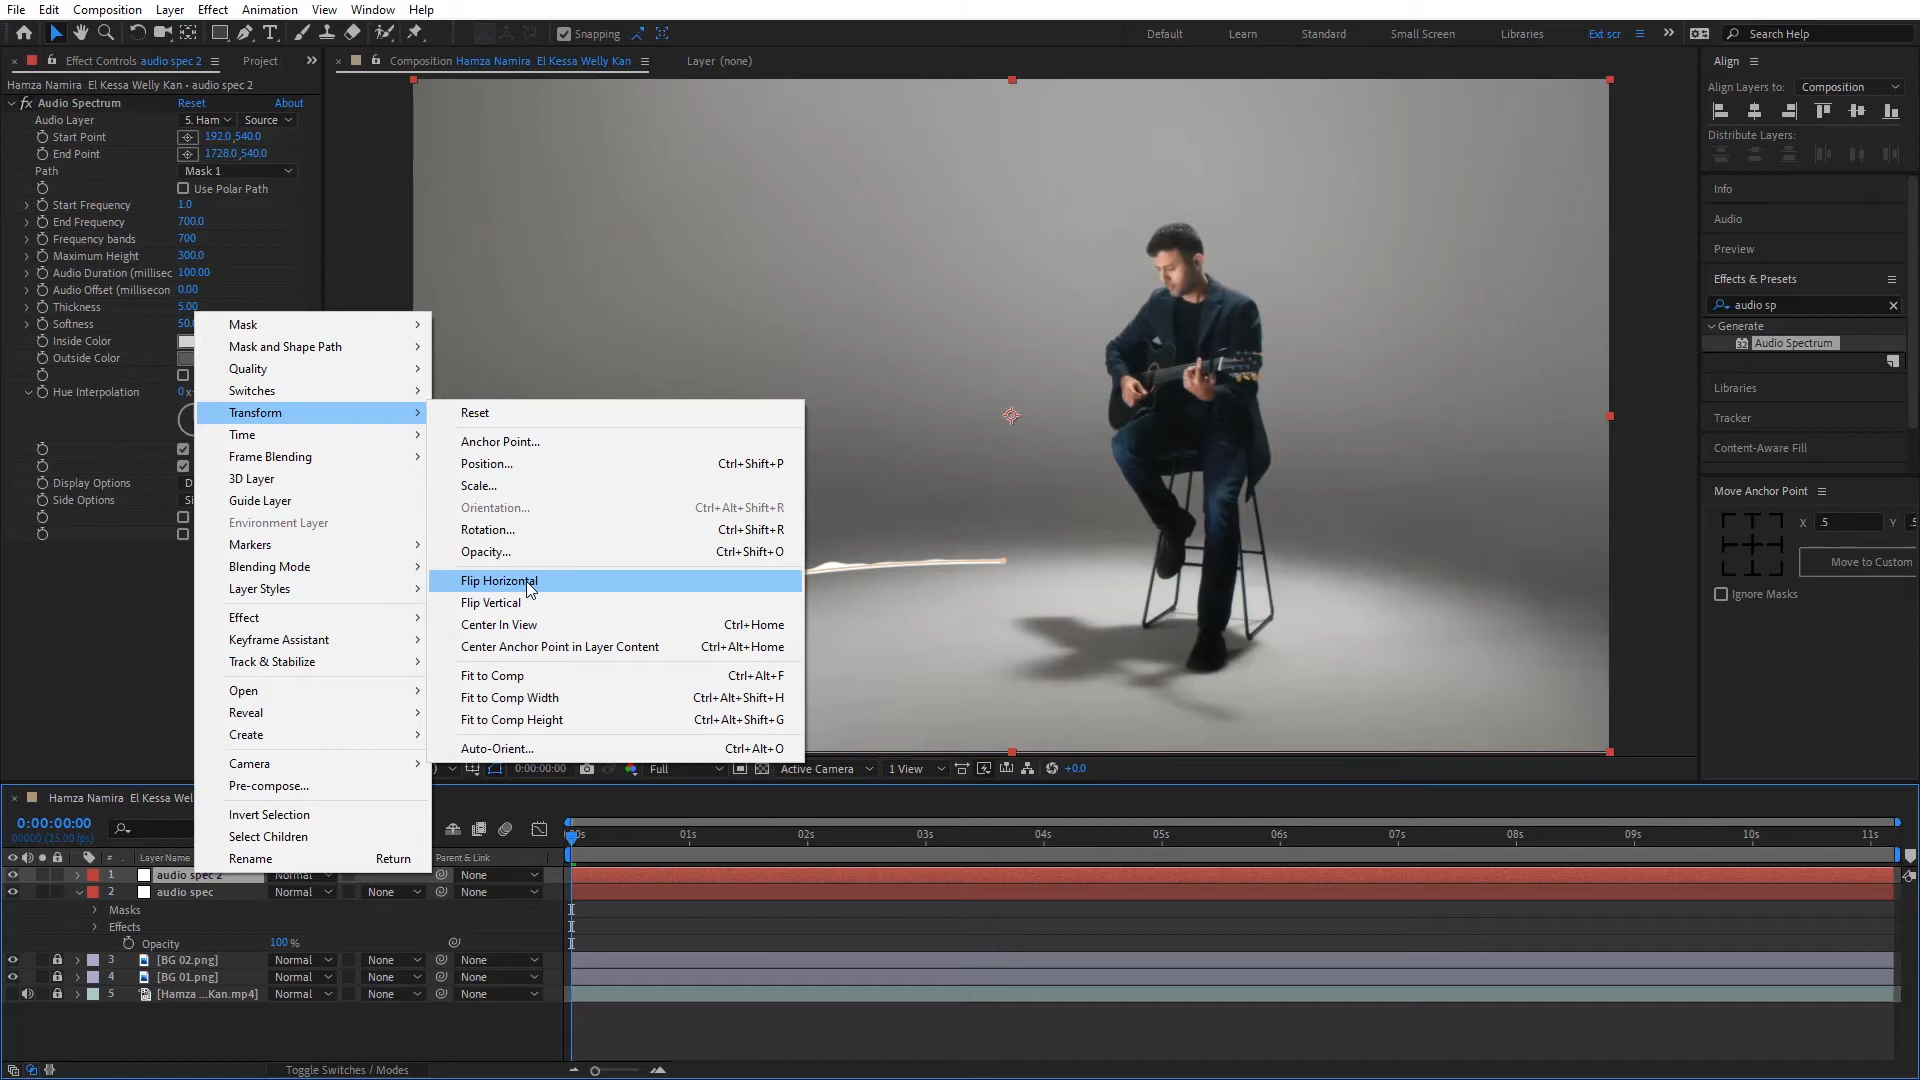 File Edit Composition Layer Effect Animation View Window Help
Snapping
Default Learn Standard Small Screen Libraries Ext scr Search Help
Effect Controls audio spec 2 Project
Composition Hamza Namira El Kessa Welly Kan Layer (none)
Hamza Namira El Kessa Welly Kan • audio spec 2
fx Audio Spectrum Reset About
Audio Layer 5. Ham Source
Start Point 192.0,540.0
End Point 1728.0,540.0
Path Mask 1
Use Polar Path
Start Frequency 1.0
End Frequency 700.0
Frequency bands 700
Maximum Height 300.0
Audio Duration (millisec 100.00
Audio Offset (millisecon 0.00
Thickness 5.00
Softness 50.
Inside Color
Outside Color
Hue Interpolation 0x
Display Options D
Side Options Si
Mask
Mask and Shape Path
Quality
Switches
Transform
Time
Frame Blending
3D Layer
Guide Layer
Environment Layer
Markers
Blending Mode
Layer Styles
Effect
Keyframe Assistant
Track & Stabilize
Open
Reveal
Create
Camera
Pre-compose...
Invert Selection
Select Children
Rename Return
Reset
Anchor Point...
Position... Ctrl+Shift+P
Scale...
Orientation... Ctrl+Alt+Shift+R
Rotation... Ctrl+Shift+R
Opacity... Ctrl+Shift+O
Flip Horizontal
Flip Vertical
Center In View Ctrl+Home
Center Anchor Point in Layer Content Ctrl+Alt+Home
Fit to Comp Ctrl+Alt+F
Fit to Comp Width Ctrl+Alt+Shift+H
Fit to Comp Height Ctrl+Alt+Shift+G
Auto-Orient... Ctrl+Alt+O
Align
Align Layers to: Composition
Distribute Layers:
Info
Audio
Preview
Effects & Presets
audio sp
Generate
32 Audio Spectrum
Libraries
Tracker
Content-Aware Fill
Move Anchor Point
X .5 Y .5
Move to Custom
Ignore Masks
0:00:00:00 Full Active Camera 1 View +0.0
Hamza Namira El Kessa Wel
0:00:00:00
00000 (25.00 fps)
:00s 01s 02s 03s 04s 05s 06s 07s 08s 09s 10s 11s
# Layer Name Parent & Link
1 audio spec 2 Normal None
2 audio spec Normal None None
Masks
Effects
Opacity 100 %
3 [BG 02.png] Normal None None
4 [BG 01.png] Normal None None
5 [Hamza ...Kan.mp4] Normal None None
Toggle Switches / Modes